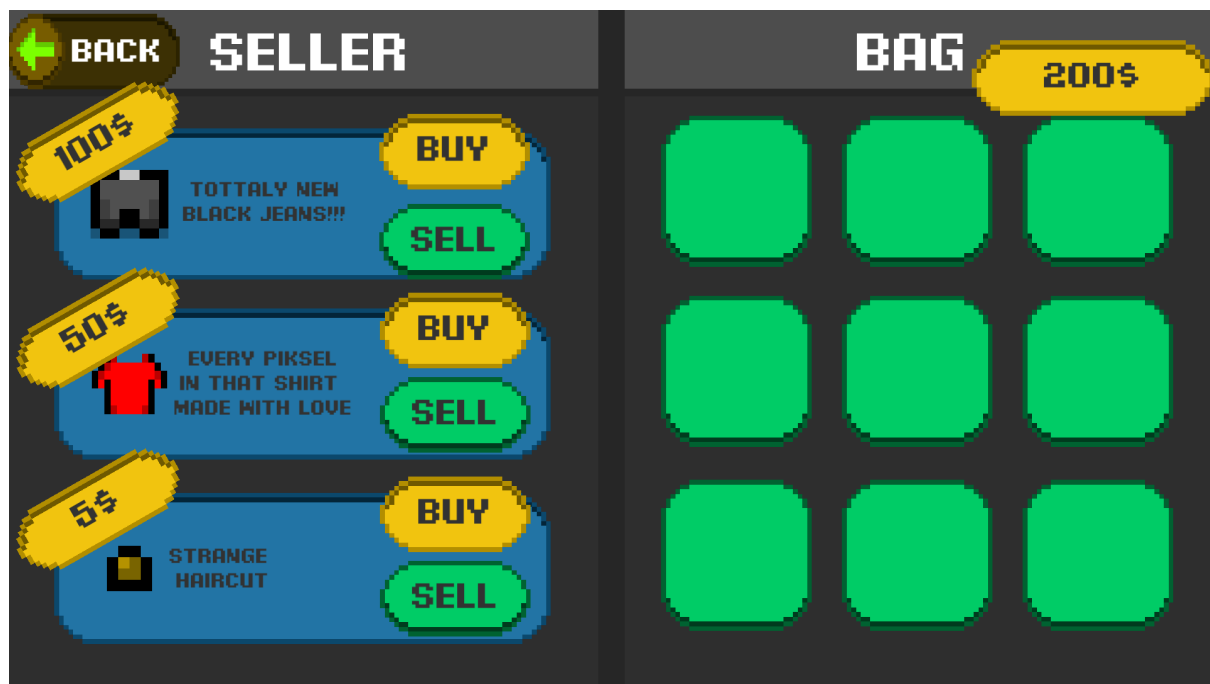 BACK
SELLER
BAG
200$
100$
TOTTALY NEW
BLACK JEANS!!!
BUY
SELL
50$
EVERY PIKSEL
IN THAT SHIRT
MADE WITH LOVE
BUY
SELL
5$
STRANGE
HAIRCUT
BUY
SELL